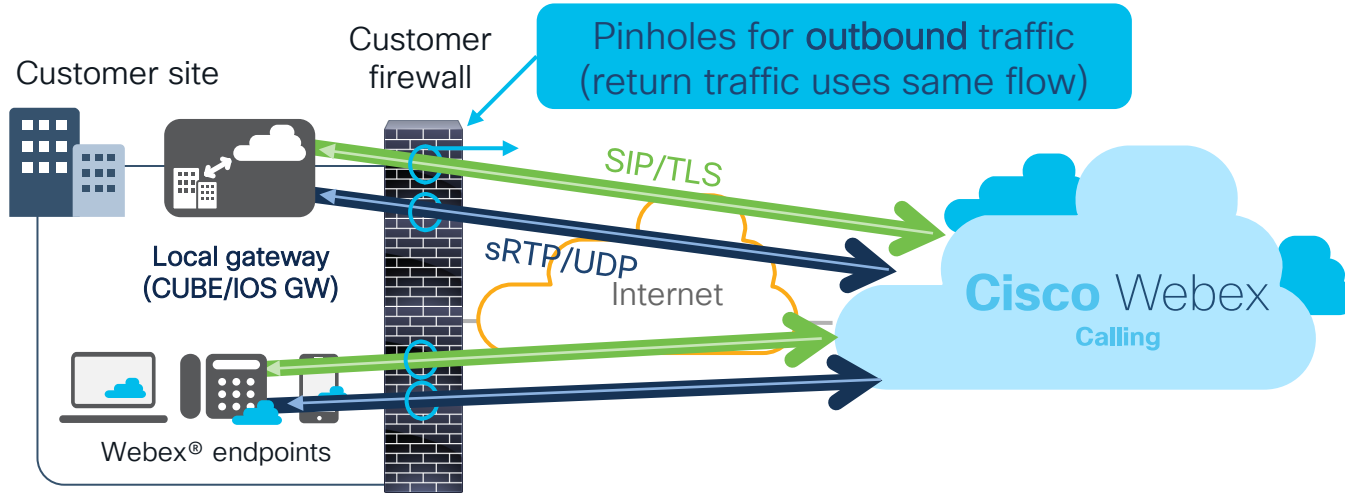 Customer site
Customer
firewall
Pinholes for outbound traffic
(return traffic uses same flow)
SIP/TLS
sRTP/UDP
Local gateway
(CUBE/IOS GW)
Internet
Cisco Webex
Calling
Webex® endpoints